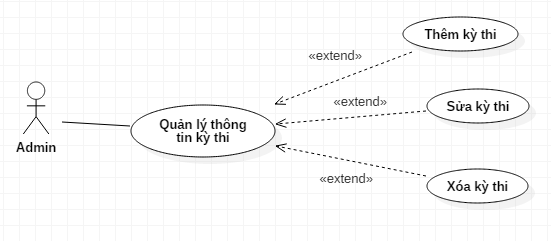 Thêm kỳ thi
«extend»
«extend»
Sửa kỳ thi
Quản lý thông
tin kỳ thi
Admin
«extend»
Xóa kỳ thi